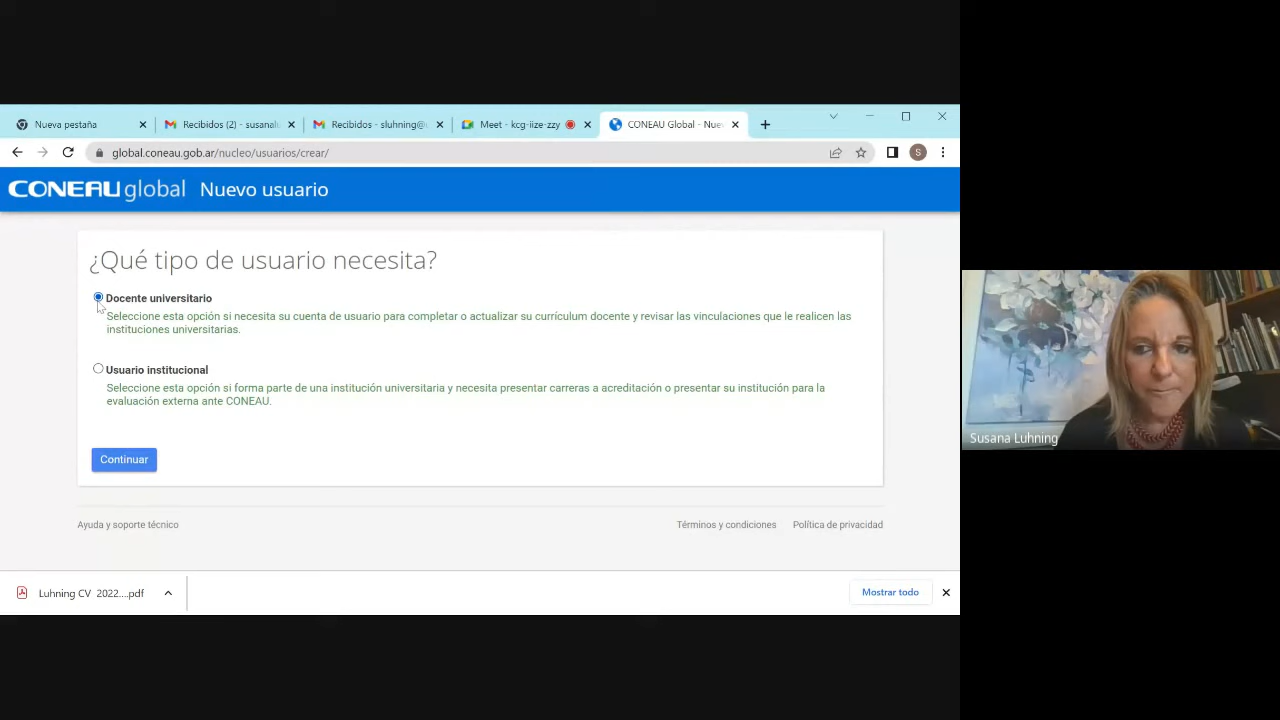 Nueva pestaña
Recibidos (2) - susanal
Recibidos - sluhning@u
Meet - kcg-iize-zzy
CONEAU Global - Nuev
global.coneau.gob.ar/nucleo/usuarios/crear/
S
CONEAU global Nuevo usuario
¿Qué tipo de usuario necesita?
Docente universitario
Seleccione esta opción si necesita su cuenta de usuario para completar o actualizar su currículum docente y revisar las vinculaciones que le realicen las
instituciones universitarias.
Usuario institucional
Seleccione esta opción si forma parte de una institución universitaria y necesita presentar carreras a acreditación o presentar su institución para la
evaluación externa ante CONEAU.
Continuar
Ayuda y soporte técnico
Términos y condiciones
Política de privacidad
Luhning CV 2022....pdf
Mostrar todo
Susana Luhning